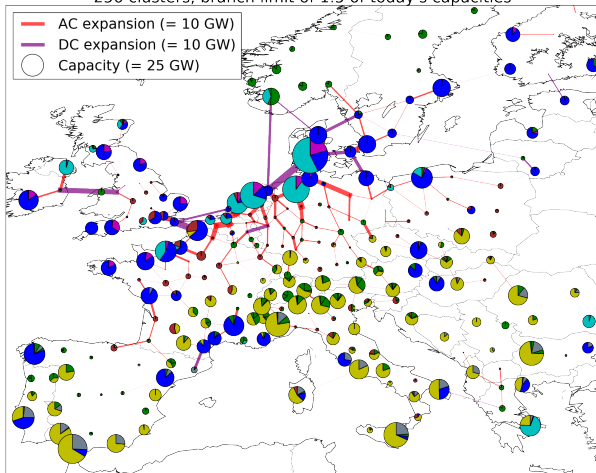 256 clusters, branch limit of 1.5 of today's capacities
AC expansion (= 10 GW)
DC expansion (= 10 GW)
Capacity (= 25 GW)